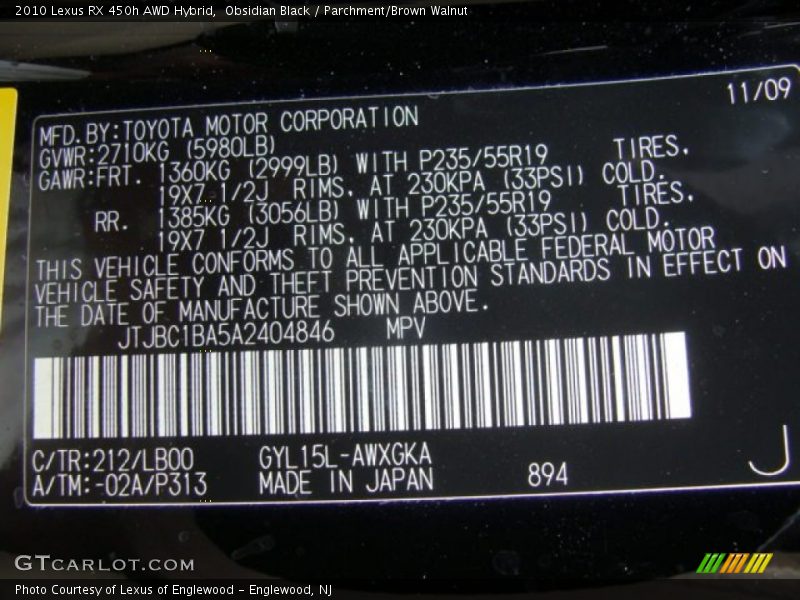 2010 Lexus RX 450h AWD Hybrid, Obsidian Black / Parchment/Brown Walnut
11/09
MFD.BY:TOYOTA MOTOR CORPORATION
GVWR:2710KG (5980LB)
GAWR:FRT. 1360KG (2999LB) WITH P235/55R19 TIRES,
19X7 1/2J RIMS, AT 230KPA (33PSI) COLD.
RR. 1385KG (3056LB) WITH P235/55R19 TIRES,
19X7 1/2J RIMS, AT 230KPA (33PSI) COLD.
THIS VEHICLE CONFORMS TO ALL APPLICABLE FEDERAL MOTOR
VEHICLE SAFETY AND THEFT PREVENTION STANDARDS IN EFFECT ON
THE DATE OF MANUFACTURE SHOWN ABOVE.
JTJBC1BA5A2404846 MPV
C/TR:212/LB00 GYL15L-AWXGKA
A/TM:-02A/P313 MADE IN JAPAN 894 J
GTCARLOT.COM
Photo Courtesy of Lexus of Englewood - Englewood, NJ